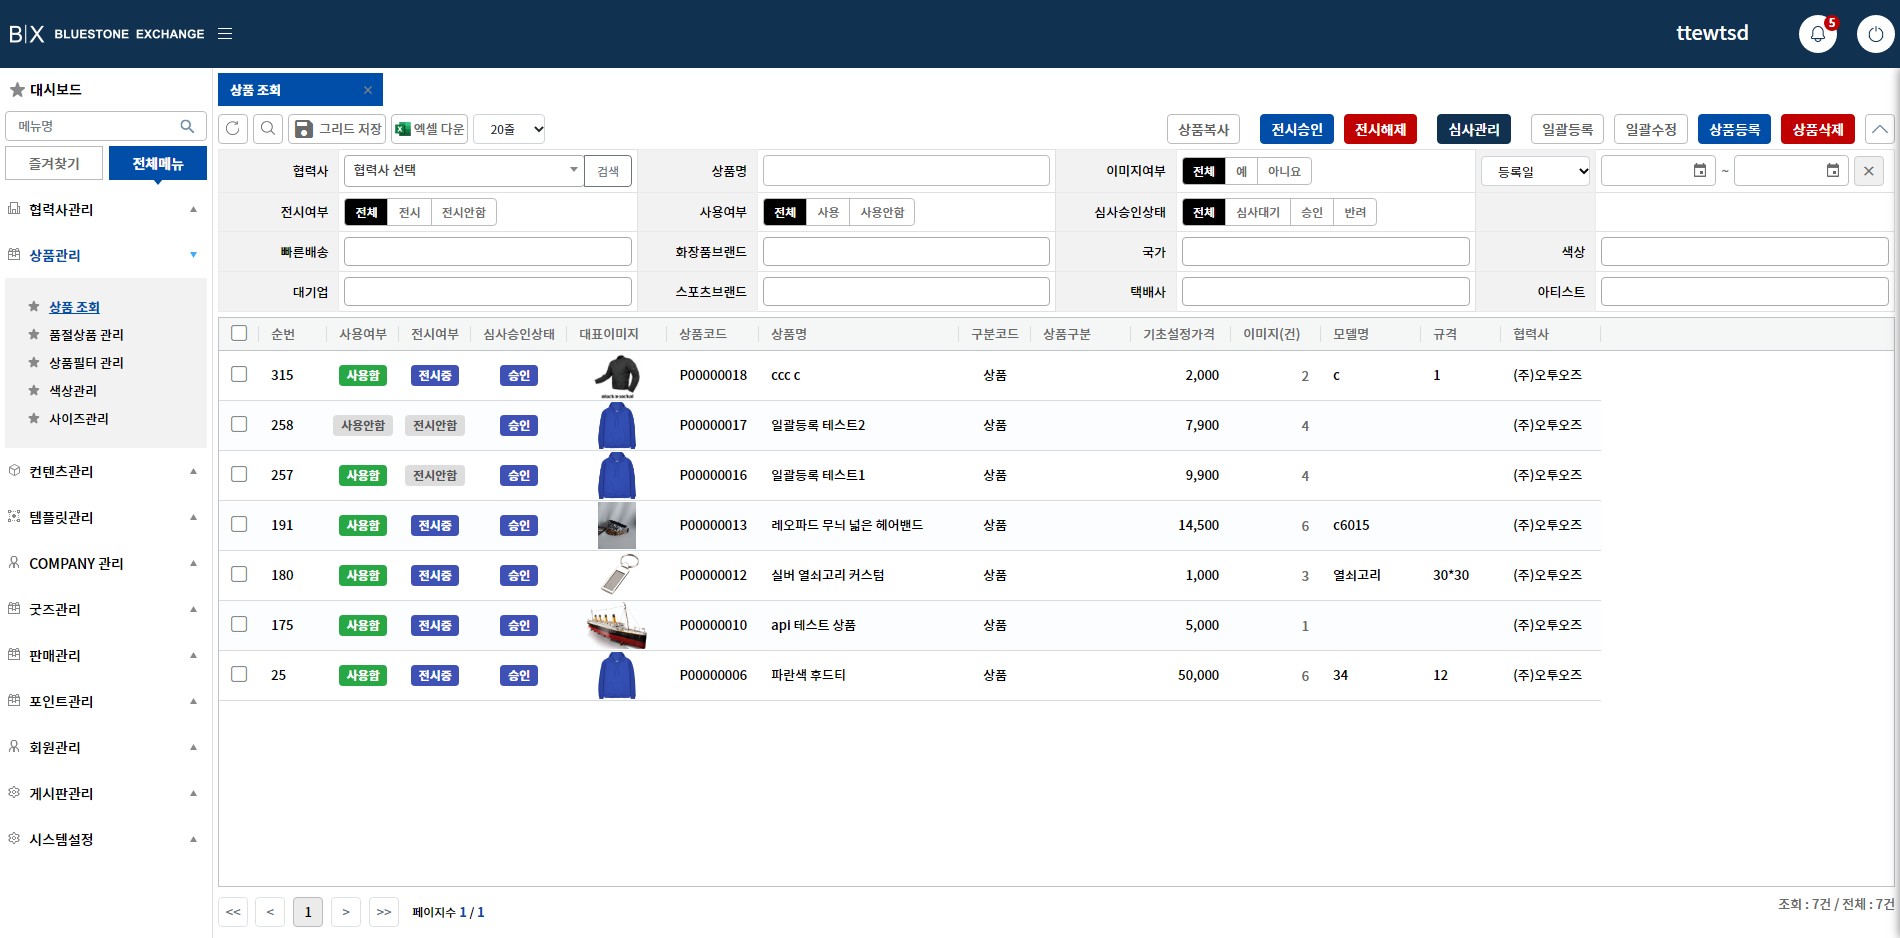 B|X BLUESTONE EXCHANGE
ttewtsd
5
대시보드
메뉴명
즐겨찾기 전체메뉴
협력사관리
상품관리
상품 조회
품절상품 관리
상품필터 관리
색상관리
사이즈관리
컨텐츠관리
템플릿관리
COMPANY 관리
굿즈관리
판매관리
포인트관리
회원관리
게시판관리
시스템설정
상품 조회
그리드 저장 엑셀 다운 20줄 상품복사 전시승인 전시해제 심사관리 일괄등록 일괄수정 상품등록 상품삭제
협력사 협력사 선택 검색 상품명 이미지여부 전체 예 아니요 등록일 ~
전시여부 전체 전시 전시안함 사용여부 전체 사용 사용안함 심사승인상태 전체 심사대기 승인 반려
빠른배송 화장품브랜드 국가 색상
대기업 스포츠브랜드 택배사 아티스트
순번 사용여부 전시여부 심사승인상태 대표이미지 상품코드 상품명 구분코드 상품구분 기초설정가격 이미지(건) 모델명 규격 협력사
315 사용함 전시중 승인 P00000018 ccc c 상품 2,000 2 c 1 (주)오투오즈
258 사용안함 전시안함 승인 P00000017 일괄등록 테스트2 상품 7,900 4 (주)오투오즈
257 사용함 전시안함 승인 P00000016 일괄등록 테스트1 상품 9,900 4 (주)오투오즈
191 사용함 전시중 승인 P00000013 레오파드 무늬 넓은 헤어밴드 상품 14,500 6 c6015 (주)오투오즈
180 사용함 전시중 승인 P00000012 실버 열쇠고리 커스텀 상품 1,000 3 열쇠고리 30*30 (주)오투오즈
175 사용함 전시중 승인 P00000010 api 테스트 상품 상품 5,000 1 (주)오투오즈
25 사용함 전시중 승인 P00000006 파란색 후드티 상품 50,000 6 34 12 (주)오투오즈
<< < 1 > >> 페이지수 1 / 1
조회 : 7건 / 전체 : 7건